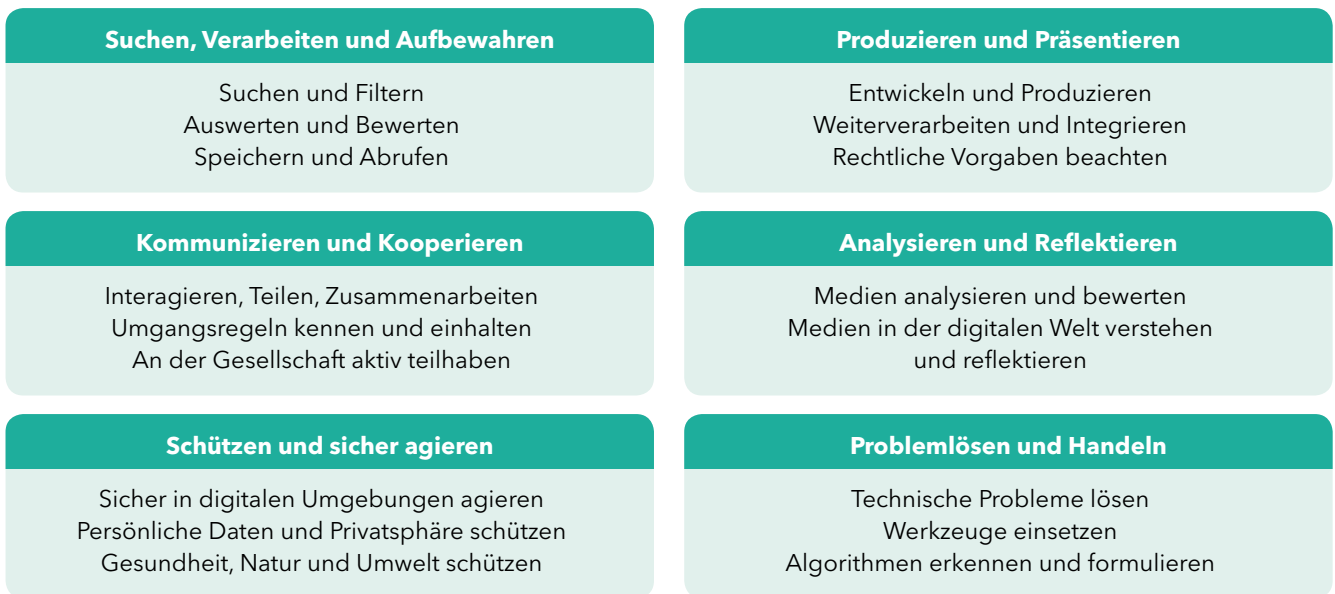 Suchen, Verarbeiten und Aufbewahren
Suchen und Filtern
Auswerten und Bewerten
Speichern und Abrufen
Produzieren und Präsentieren
Entwickeln und Produzieren
Weiterverarbeiten und Integrieren
Rechtliche Vorgaben beachten
Kommunizieren und Kooperieren
Interagieren, Teilen, Zusammenarbeiten
Umgangsregeln kennen und einhalten
An der Gesellschaft aktiv teilhaben
Analysieren und Reflektieren
Medien analysieren und bewerten
Medien in der digitalen Welt verstehen
und reflektieren
Schützen und sicher agieren
Sicher in digitalen Umgebungen agieren
Persönliche Daten und Privatsphäre schützen
Gesundheit, Natur und Umwelt schützen
Problemlösen und Handeln
Technische Probleme lösen
Werkzeuge einsetzen
Algorithmen erkennen und formulieren